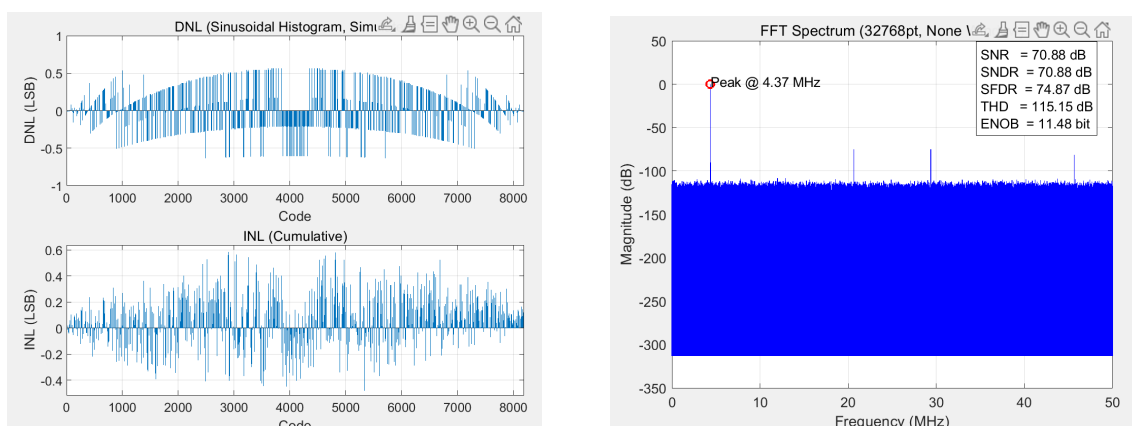 DNL (Sinusoidal Histogram, Simu
1
0.5
0
-0.5
-1
DNL (LSB)
0 1000 2000 3000 4000 5000 6000 7000 8000
Code
INL (Cumulative)
0.6
0.4
0.2
0
-0.2
-0.4
INL (LSB)
0 1000 2000 3000 4000 5000 6000 7000 8000
Code
FFT Spectrum (32768pt, None
50
0
-50
-100
-150
-200
-250
-300
-350
Magnitude (dB)
Peak @ 4.37 MHz
SNR = 70.88 dB
SNDR = 70.88 dB
SFDR = 74.87 dB
THD = 115.15 dB
ENOB = 11.48 bit
0 10 20 30 40 50
Frequency (MHz)